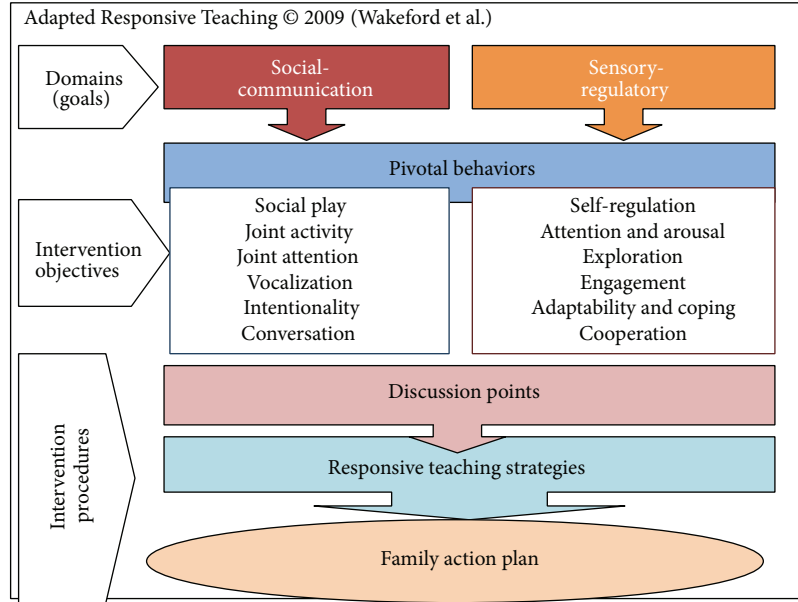 Adapted Responsive Teaching © 2009 (Wakeford et al.)
Domains
(goals)
Social-
communication
Sensory-
regulatory
Pivotal behaviors
Intervention
objectives
Social play
Joint activity
Joint attention
Vocalization
Intentionality
Conversation
Self-regulation
Attention and arousal
Exploration
Engagement
Adaptability and coping
Cooperation
Intervention
procedures
Discussion points
Responsive teaching strategies
Family action plan